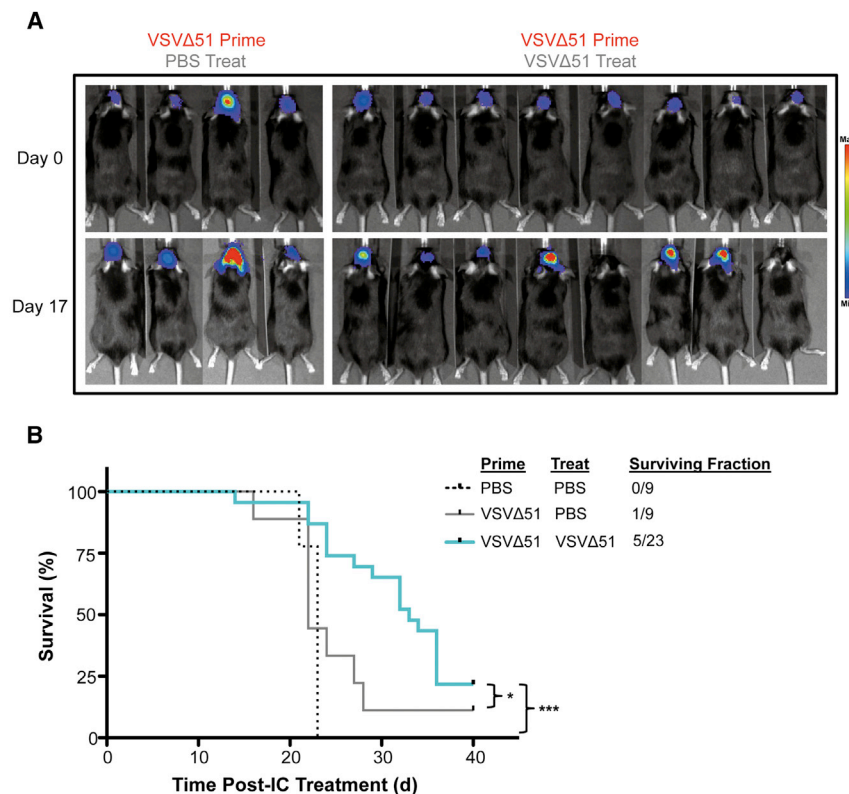 A
VSVΔ51 Prime
PBS Treat
VSVΔ51 Prime
VSVΔ51 Treat
Day 0
Day 17
B
Prime Treat Surviving Fraction
PBS PBS 0/9
VSVΔ51 PBS 1/9
VSVΔ51 VSVΔ51 5/23
Survival (%)
100
75
50
25
0
0 10 20 30 40
*
***
Time Post-IC Treatment (d)